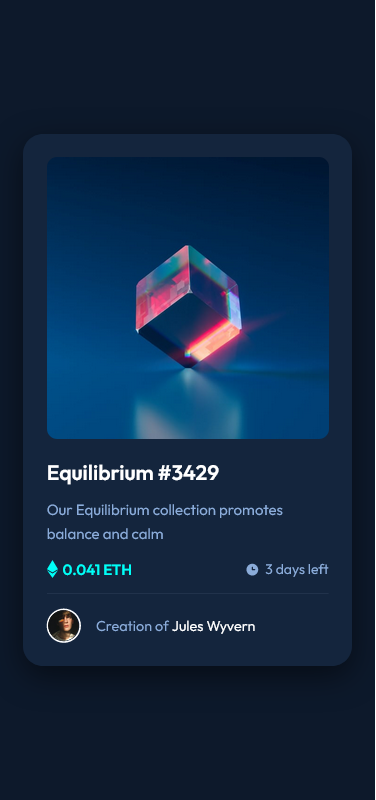 Equilibrium #3429
Our Equilibrium collection promotes
balance and calm
0.041 ETH
3 days left
Creation of Jules Wyvern